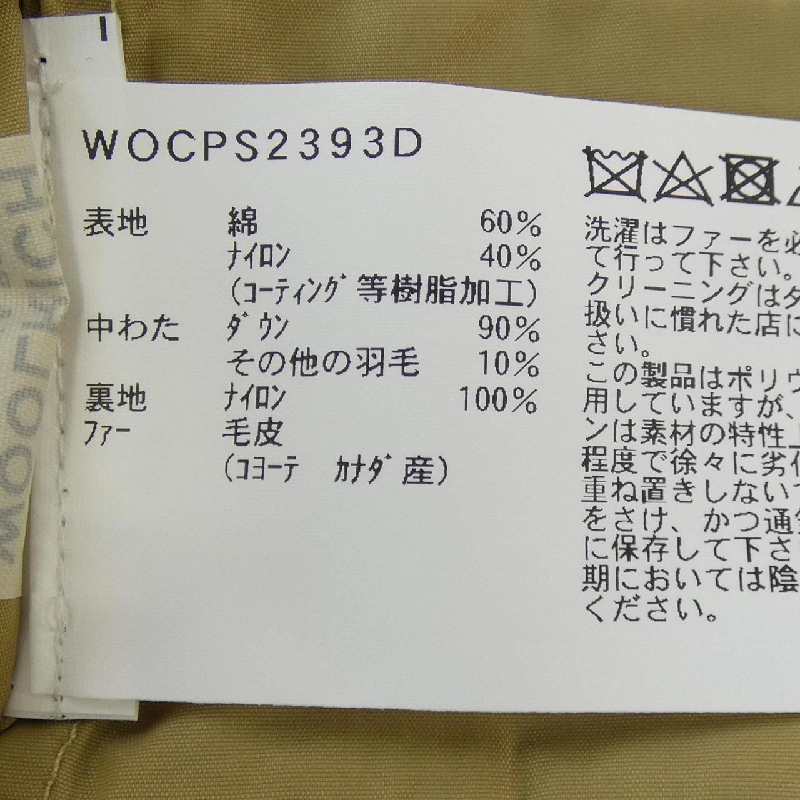 WOCPS2393D
表地 綿 60%
ナイロン 40%
(コーティング等樹脂加工)
中わた ダウン 90%
その他の羽毛 10%
裏地 ナイロン 100%
ファー 毛皮
(コヨーテ カナダ産)
洗濯はファーを必
て行って下さい。
クリーニングはダ
扱いに慣れた店に
さい。
この製品はポリウ
用していますが、
ンは素材の特性上
程度で徐々に劣化
重ね置きしないで
をさけ、かつ通気
に保存して下さ
期においては陰
ください。
WOOLRICH